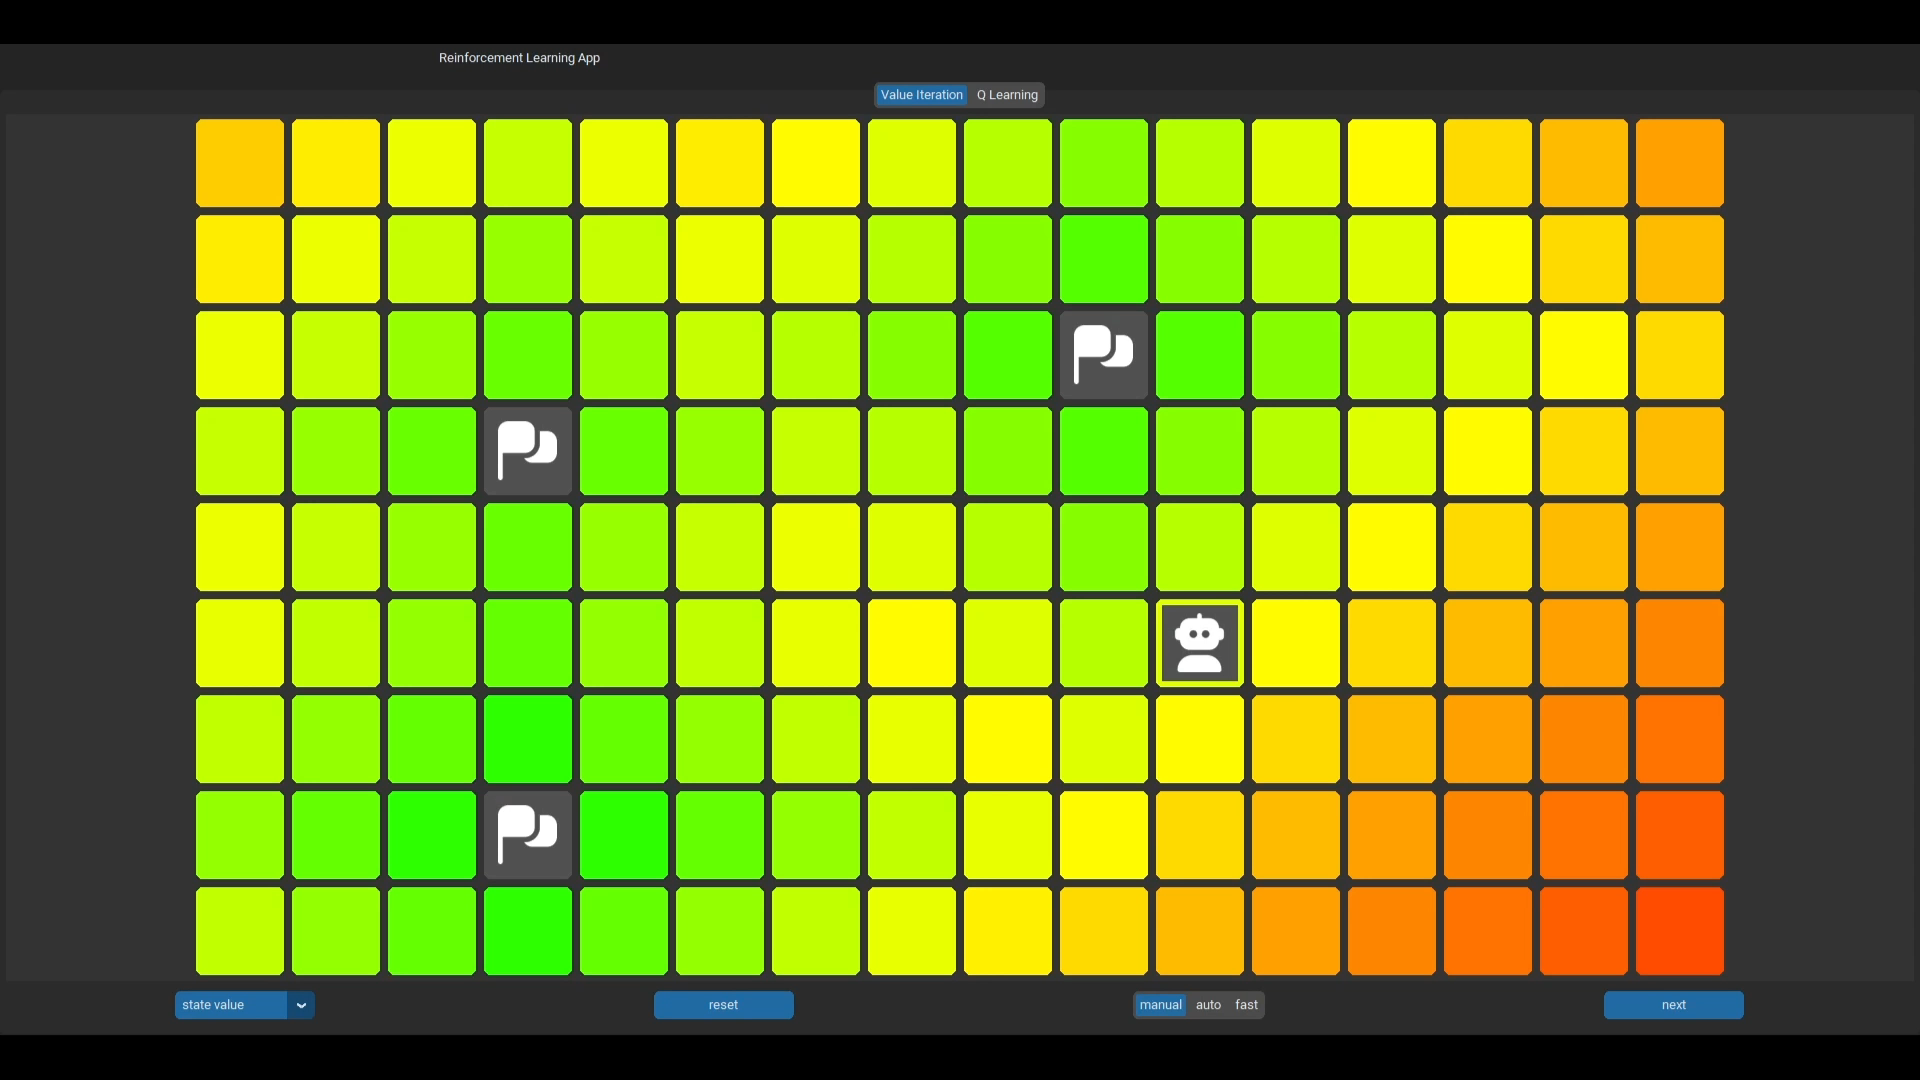 Reinforcement Learning App
Value Iteration Q Learning
state value reset manual auto fast next